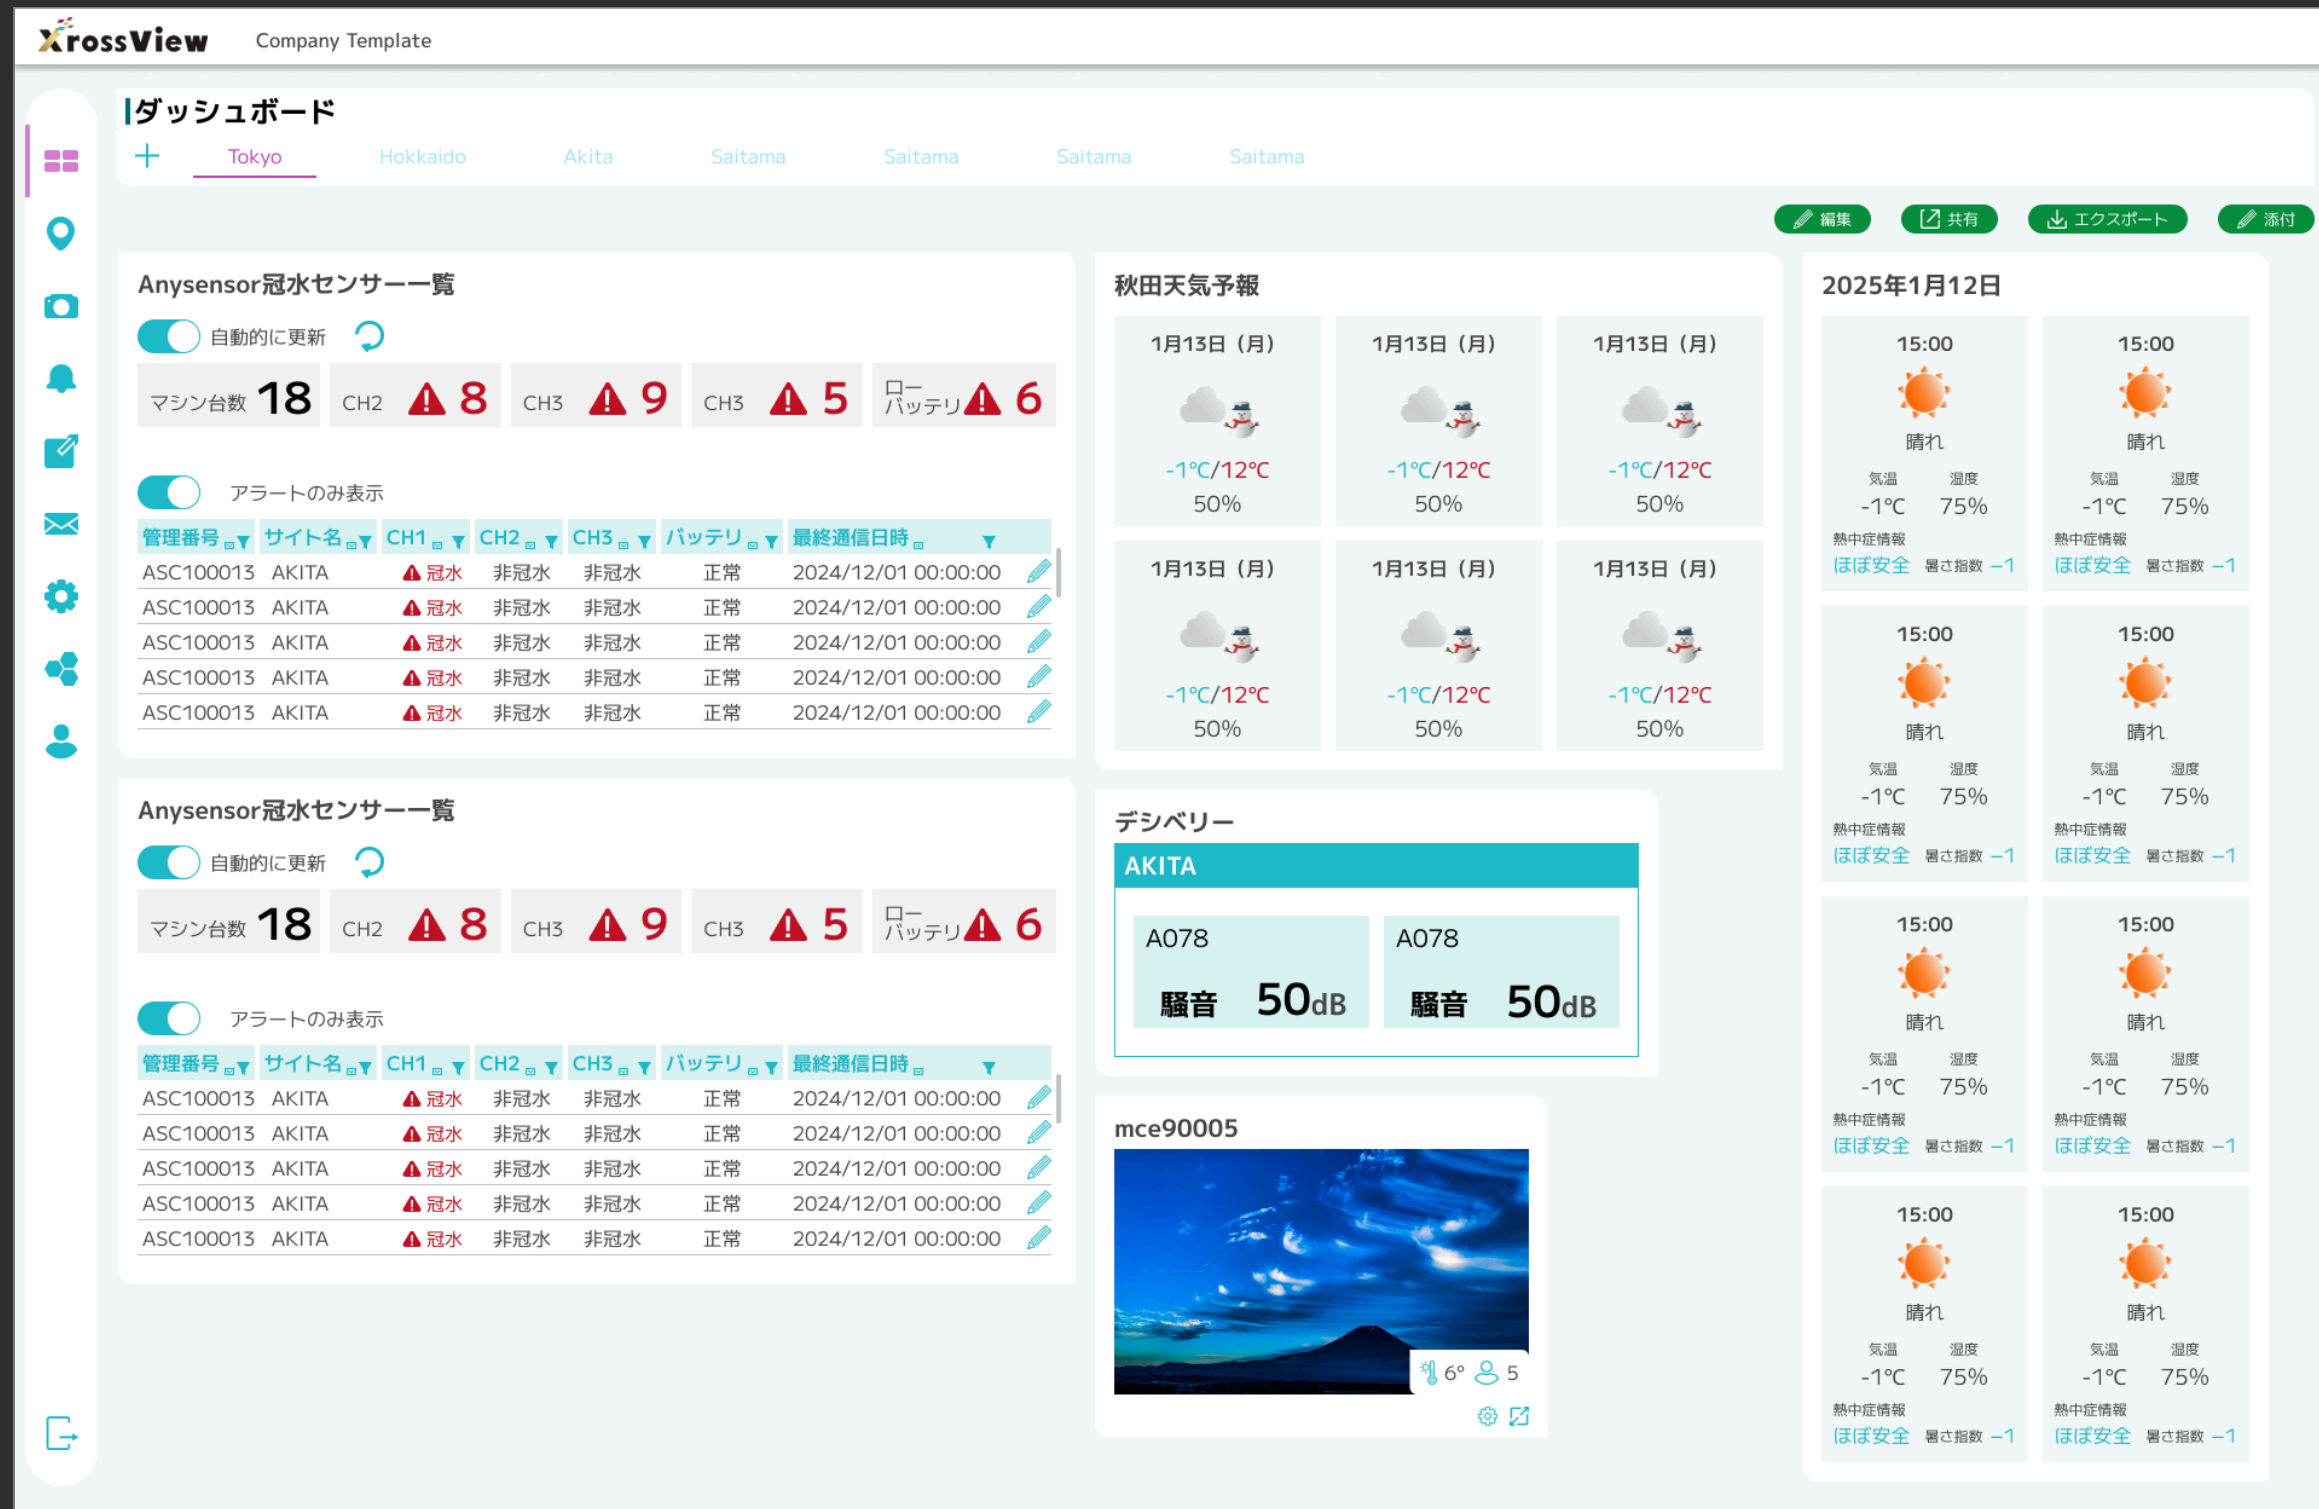 XrossView Company Template
ダッシュボード
Tokyo Hokkaido Akita Saitama Saitama Saitama Saitama
編集 共有 エクスポート 添付
Anysensor冠水センサー一覧
自動的に更新
マシン台数 18 CH2 8 CH3 9 CH3 5 ローバッテリ 6
アラートのみ表示
管理番号 サイト名 CH1 CH2 CH3 バッテリ 最終通信日時
ASC100013 AKITA 冠水 非冠水 非冠水 正常 2024/12/01 00:00:00
ASC100013 AKITA 冠水 非冠水 非冠水 正常 2024/12/01 00:00:00
ASC100013 AKITA 冠水 非冠水 非冠水 正常 2024/12/01 00:00:00
ASC100013 AKITA 冠水 非冠水 非冠水 正常 2024/12/01 00:00:00
ASC100013 AKITA 冠水 非冠水 非冠水 正常 2024/12/01 00:00:00
Anysensor冠水センサー一覧
自動的に更新
マシン台数 18 CH2 8 CH3 9 CH3 5 ローバッテリ 6
アラートのみ表示
管理番号 サイト名 CH1 CH2 CH3 バッテリ 最終通信日時
ASC100013 AKITA 冠水 非冠水 非冠水 正常 2024/12/01 00:00:00
ASC100013 AKITA 冠水 非冠水 非冠水 正常 2024/12/01 00:00:00
ASC100013 AKITA 冠水 非冠水 非冠水 正常 2024/12/01 00:00:00
ASC100013 AKITA 冠水 非冠水 非冠水 正常 2024/12/01 00:00:00
ASC100013 AKITA 冠水 非冠水 非冠水 正常 2024/12/01 00:00:00
秋田天気予報
1月13日（月） 1月13日（月） 1月13日（月）
-1℃/12℃ -1℃/12℃ -1℃/12℃
50% 50% 50%
1月13日（月） 1月13日（月） 1月13日（月）
-1℃/12℃ -1℃/12℃ -1℃/12℃
50% 50% 50%
デシベリー
AKITA
A078 A078
騒音 50dB 騒音 50dB
mce90005
6° 5
2025年1月12日
15:00 15:00
晴れ 晴れ
気温 湿度 気温 湿度
-1℃ 75% -1℃ 75%
熱中症情報 熱中症情報
ほぼ安全 暑さ指数 −1 ほぼ安全 暑さ指数 −1
15:00 15:00
晴れ 晴れ
気温 湿度 気温 湿度
-1℃ 75% -1℃ 75%
熱中症情報 熱中症情報
ほぼ安全 暑さ指数 −1 ほぼ安全 暑さ指数 −1
15:00 15:00
晴れ 晴れ
気温 湿度 気温 湿度
-1℃ 75% -1℃ 75%
熱中症情報 熱中症情報
ほぼ安全 暑さ指数 −1 ほぼ安全 暑さ指数 −1
15:00 15:00
晴れ 晴れ
気温 湿度 気温 湿度
-1℃ 75% -1℃ 75%
熱中症情報 熱中症情報
ほぼ安全 暑さ指数 −1 ほぼ安全 暑さ指数 −1